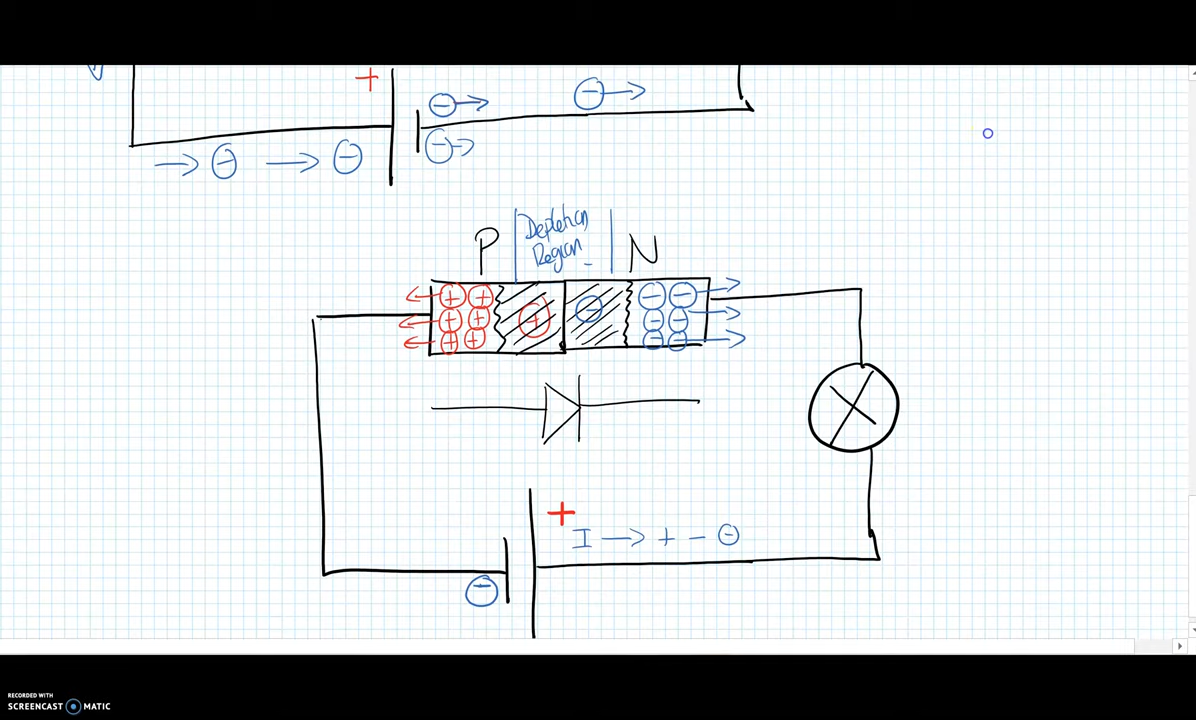 +
P
Depletion
Region
N
+
I → + - ⊖
RECORDED WITH
SCREENCAST MATIC